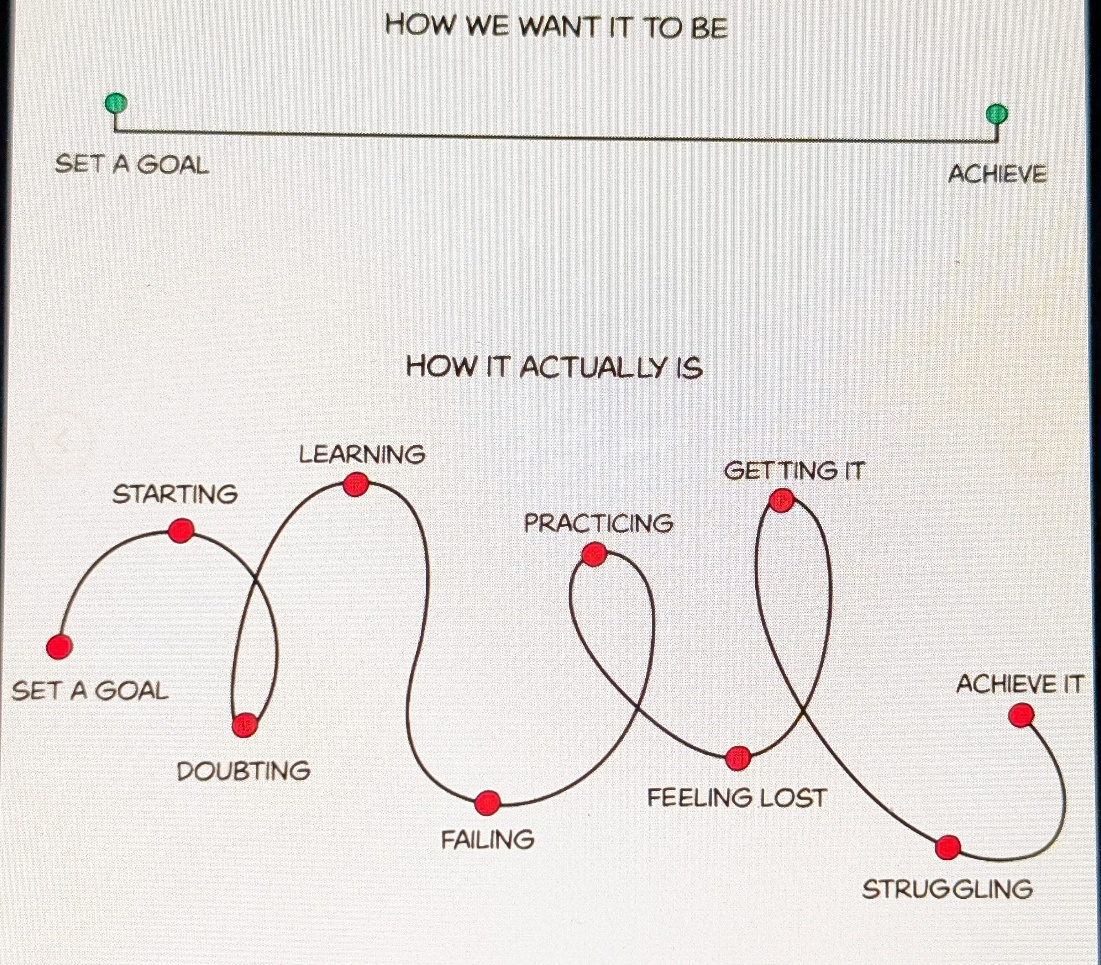 HOW WE WANT IT TO BE
SET A GOAL
ACHIEVE
HOW IT ACTUALLY IS
LEARNING
GETTING IT
STARTING
PRACTICING
ACHIEVE IT
SET A GOAL
DOUBTING
FEELING LOST
FAILING
STRUGGLING